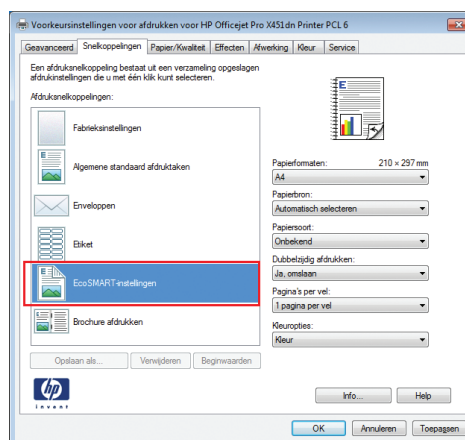 Voorkeursinstellingen voor afdrukken voor HP Officejet Pro X451dn Printer PCL 6
Geavanceerd Snelkoppelingen Papier/Kwaliteit Effecten Afwerking Kleur Service
Een afdruksnelkoppeling bestaat uit een verzameling opgeslagen
afdrukinstellingen die u met één klik kunt selecteren.
Afdruksnelkoppelingen:
Fabrieksinstellingen
Algemene standaard afdruktaken
Enveloppen
Etiket
EcoSMART-instellingen
Brochure afdrukken
Opslaan als... Verwijderen Beginwaarden
Papierformaten: 210 × 297 mm
A4
Papierbron:
Automatisch selecteren
Papiersoort:
Onbekend
Dubbelzijdig afdrukken:
Ja, omslaan
Pagina's per vel:
1 pagina per vel
Kleuropties:
Kleur
hp
invent
Info... Help
OK Annuleren Toepassen